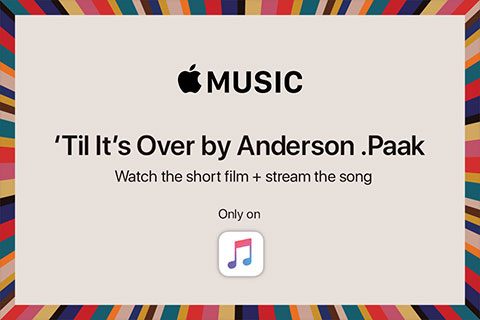 MUSIC
‘Til It’s Over by Anderson .Paak
Watch the short film + stream the song
Only on